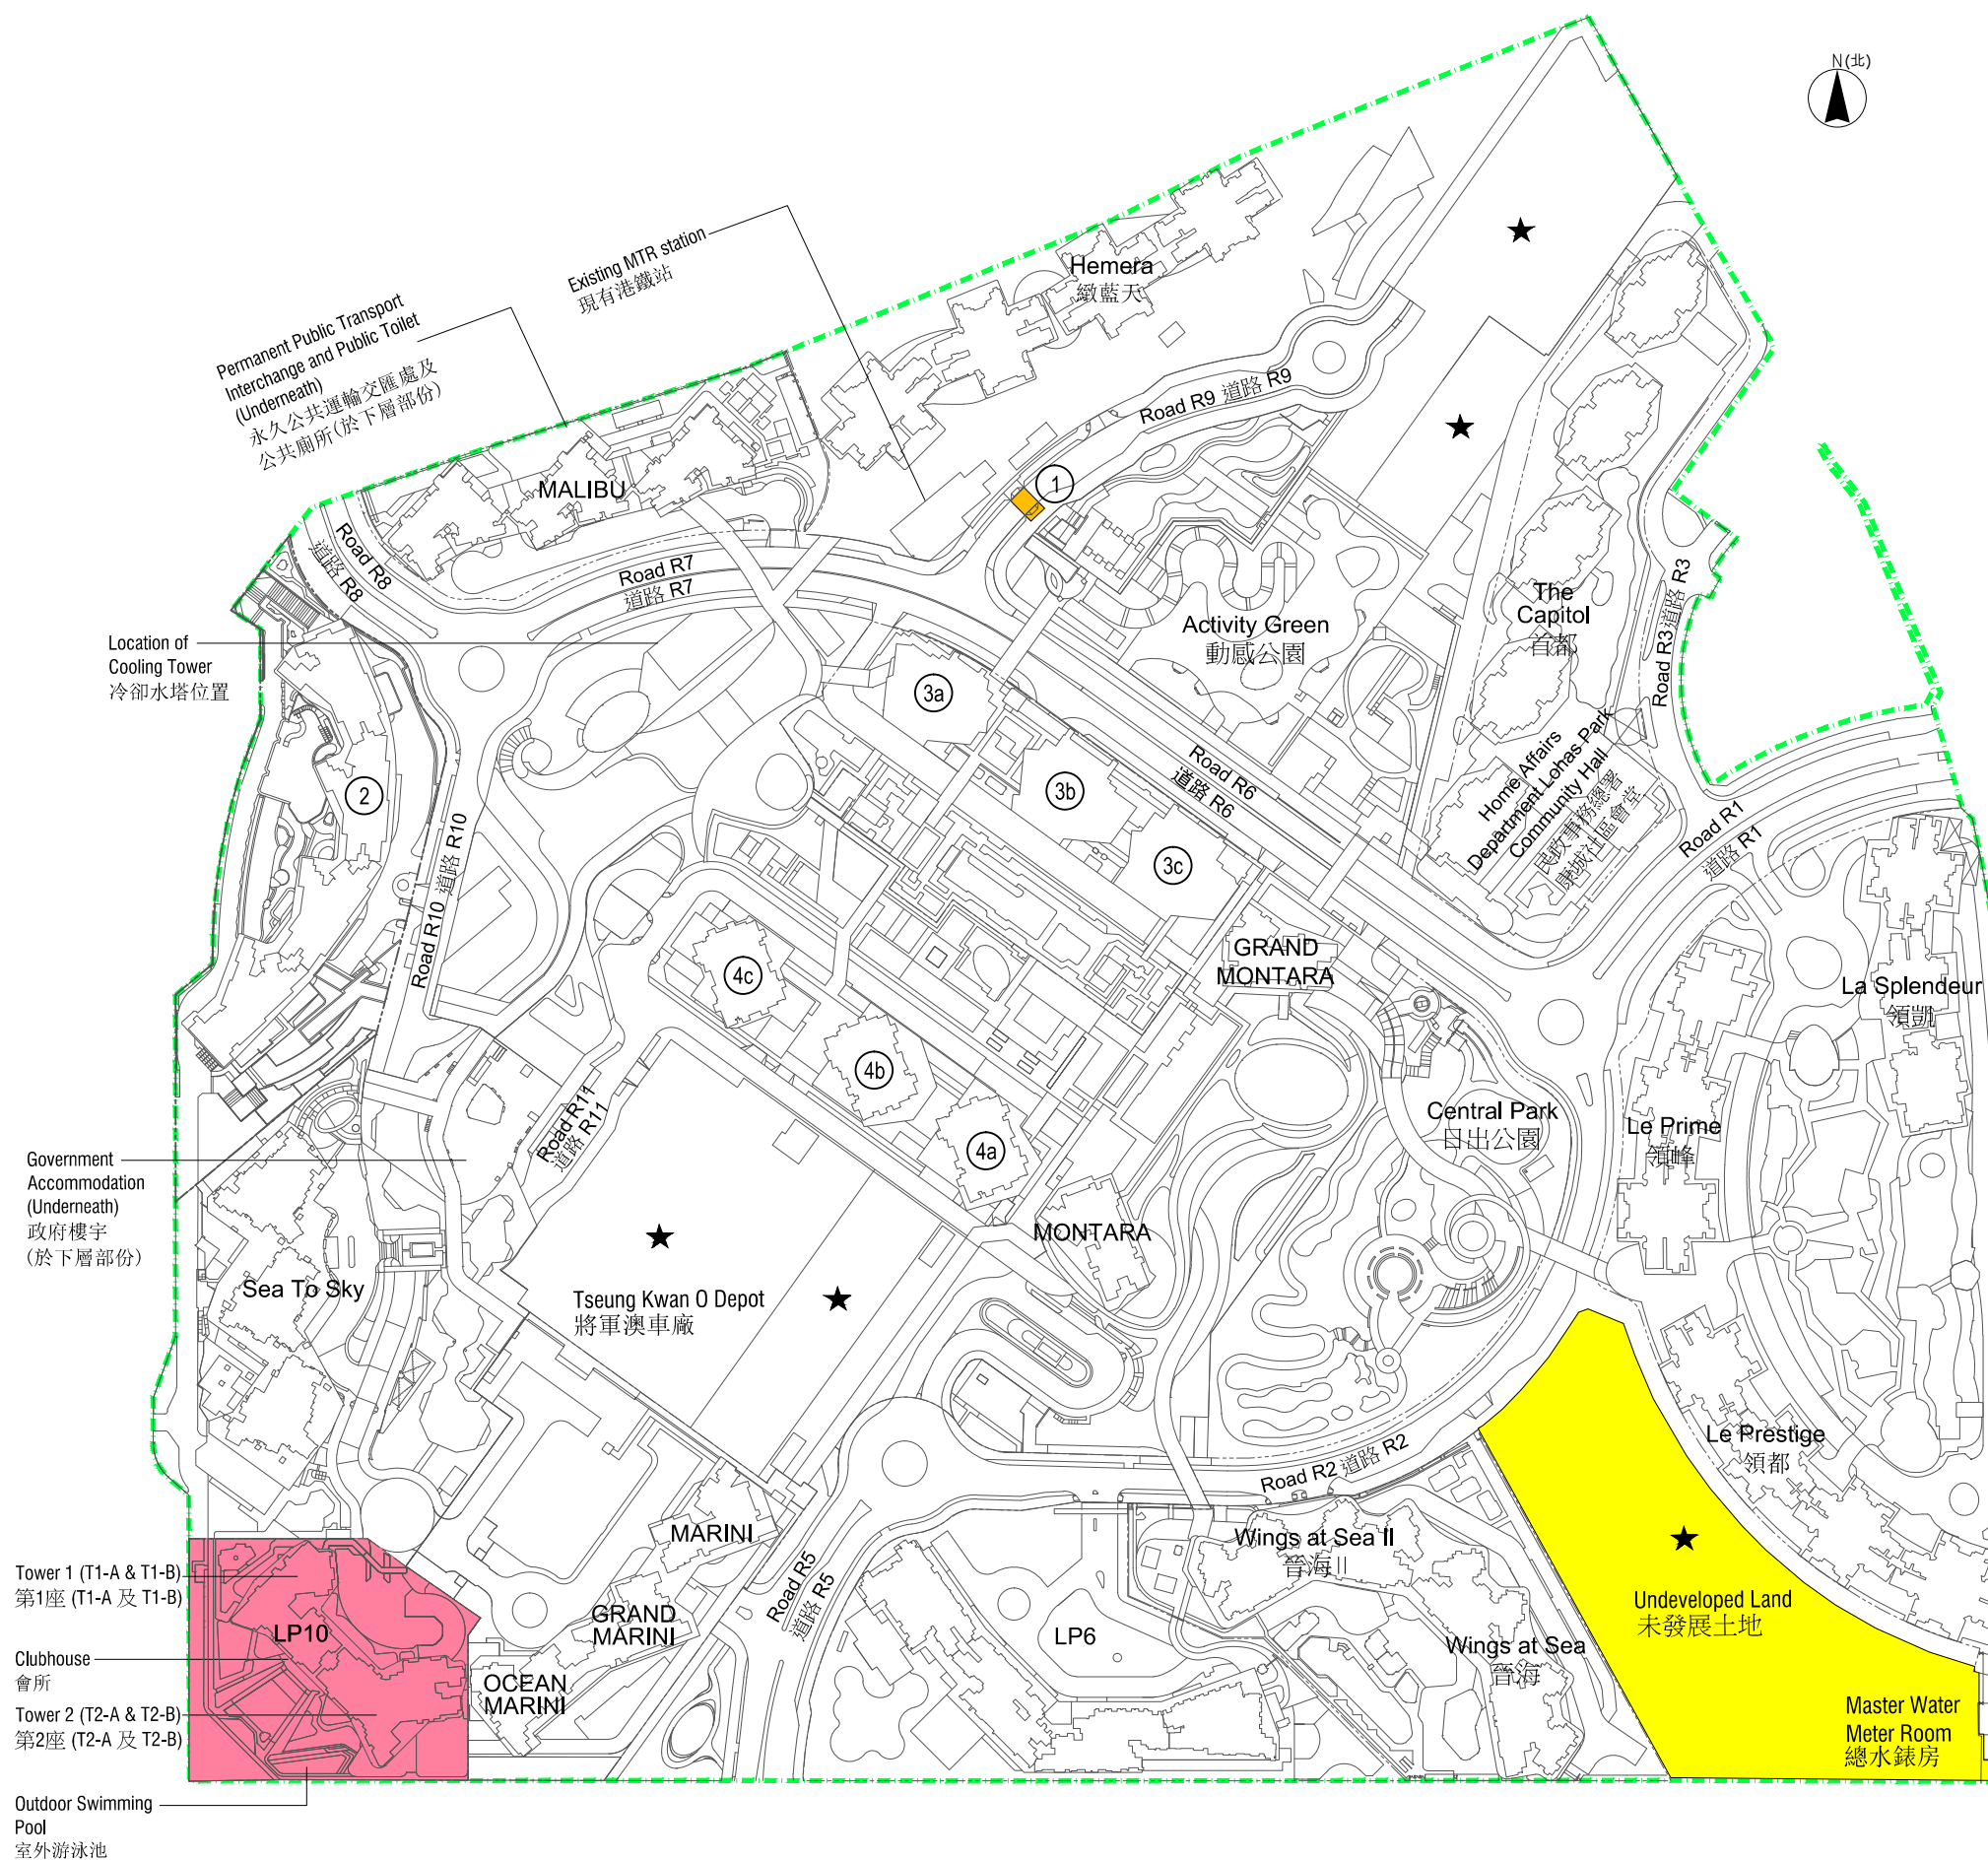 N(北)
Existing MTR station
現有港鐵站
Permanent Public Transport
Interchange and Public Toilet
(Underneath)
永久公共運輸交匯處及
公共廁所(於下層部份)
Hemera
緻藍天
Road R9 道路 R9
MALIBU
1
Road R8
道路 R8
Road R7
道路 R7
Location of
Cooling Tower
冷卻水塔位置
The
Capitol
首都
Road R3 道路 R3
Activity Green
動感公園
2
3a
3b
3c
Road R6
道路 R6
Home Affairs
Department Lohas Park
Community Hall
民政事務總署
康城社區會堂
Road R1
道路 R1
Road R10 道路 R10
GRAND
MONTARA
La Splendeur
領凱
4c
4b
4a
Central Park
日出公園
Le Prime
領峰
Road R11
道路 R11
Government
Accommodation
(Underneath)
政府樓宇
(於下層部份)
MONTARA
Sea To Sky
Tseung Kwan O Depot
將軍澳車廠
Le Prestige
領都
Road R2 道路 R2
MARINI
Wings at Sea II
晉海 II
Road R5
道路 R5
Tower 1 (T1-A & T1-B)
第1座 (T1-A 及 T1-B)
LP10
GRAND
MARINI
LP6
Undeveloped Land
未發展土地
Clubhouse
會所
OCEAN
MARINI
Wings at Sea
晉海
Tower 2 (T2-A & T2-B)
第2座 (T2-A 及 T2-B)
Master Water
Meter Room
總水錶房
Outdoor Swimming
Pool
室外游泳池